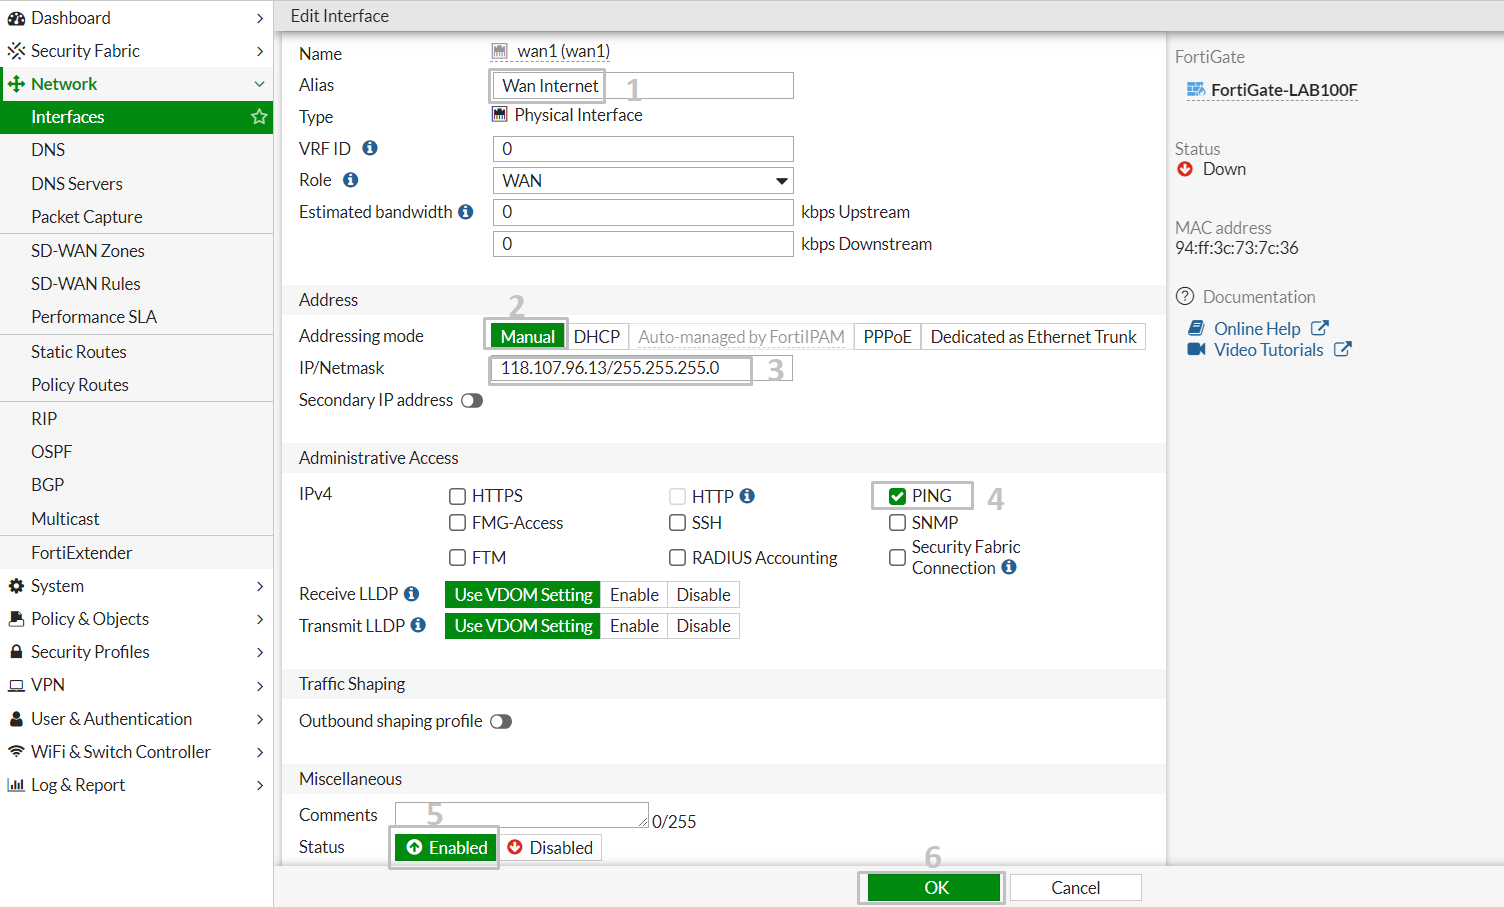 Dashboard
Security Fabric
Network
Interfaces
DNS
DNS Servers
Packet Capture
SD-WAN Zones
SD-WAN Rules
Performance SLA
Static Routes
Policy Routes
RIP
OSPF
BGP
Multicast
FortiExtender
System
Policy & Objects
Security Profiles
VPN
User & Authentication
WiFi & Switch Controller
Log & Report
Edit Interface
Name wan1 (wan1)
Alias Wan Internet 1
Type Physical Interface
VRF ID 0
Role WAN
Estimated bandwidth 0 kbps Upstream
0 kbps Downstream
Address
2
Addressing mode Manual DHCP Auto-managed by FortiIPAM PPPoE Dedicated as Ethernet Trunk
IP/Netmask 118.107.96.13/255.255.255.0 3
Secondary IP address
Administrative Access
IPv4 HTTPS HTTP PING 4
FMG-Access SSH SNMP
FTM RADIUS Accounting Security Fabric
Connection
Receive LLDP Use VDOM Setting Enable Disable
Transmit LLDP Use VDOM Setting Enable Disable
Traffic Shaping
Outbound shaping profile
Miscellaneous
Comments 5 0/255
Status Enabled Disabled
6
OK Cancel
FortiGate
FortiGate-LAB100F
Status
Down
MAC address
94:ff:3c:73:7c:36
Documentation
Online Help
Video Tutorials